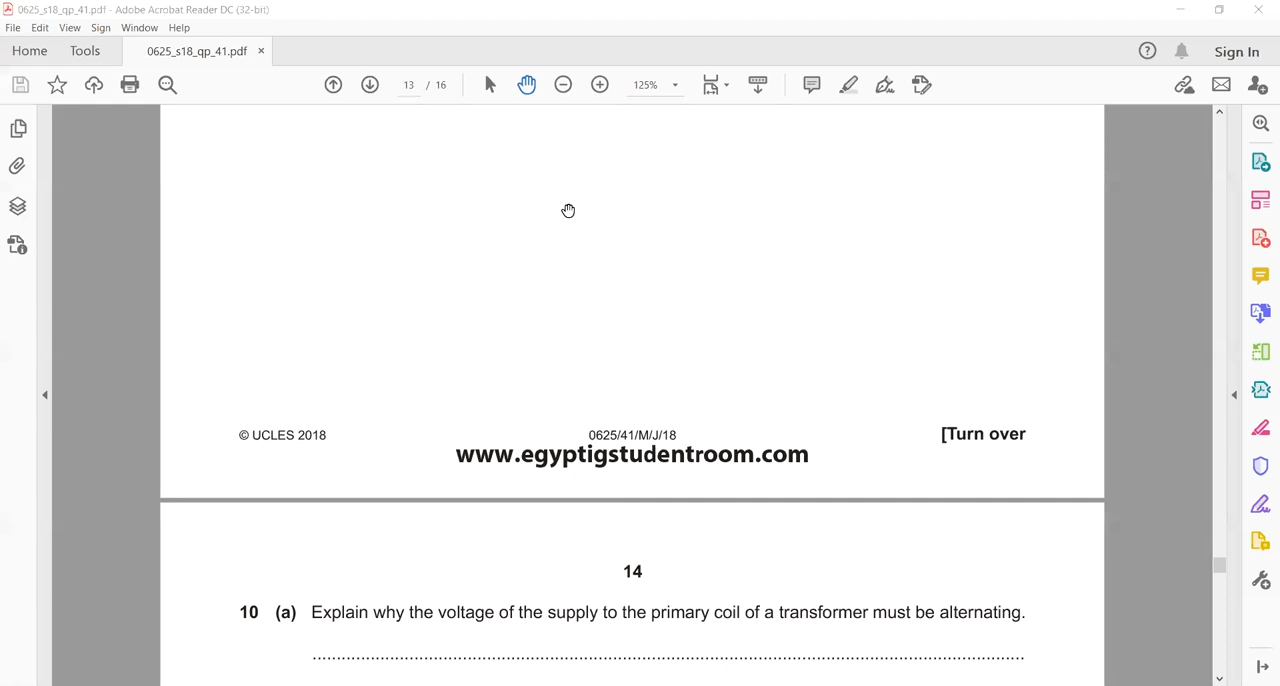 0625_s18_qp_41.pdf - Adobe Acrobat Reader DC (32-bit)
File Edit View Sign Window Help
Home Tools 0625_s18_qp_41.pdf × Sign In
13 / 16 125%
© UCLES 2018 0625/41/M/J/18 [Turn over
www.egyptigstudentroom.com
14
10 (a) Explain why the voltage of the supply to the primary coil of a transformer must be alternating.